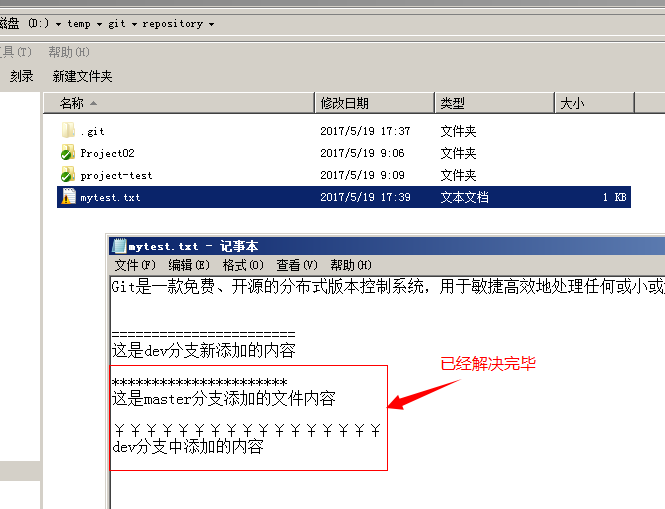 磁盘 (D:) ▾ temp ▾ git ▾ repository ▾
具(T) 帮助(H)
刻录 新建文件夹
名称 修改日期 类型 大小
.git 2017/5/19 17:37 文件夹
Project02 2017/5/19 9:06 文件夹
project-test 2017/5/19 9:09 文件夹
mytest.txt 2017/5/19 17:39 文本文档 1 KB
mytest.txt - 记事本
文件(F) 编辑(E) 格式(O) 查看(V) 帮助(H)
Git是一款免费、开源的分布式版本控制系统，用于敏捷高效地处理任何或小或
=======================
这是dev分支新添加的内容
已经解决完毕
**********************
这是master分支添加的文件内容
￥￥￥￥￥￥￥￥￥￥￥￥￥￥￥￥￥
dev分支中添加的内容